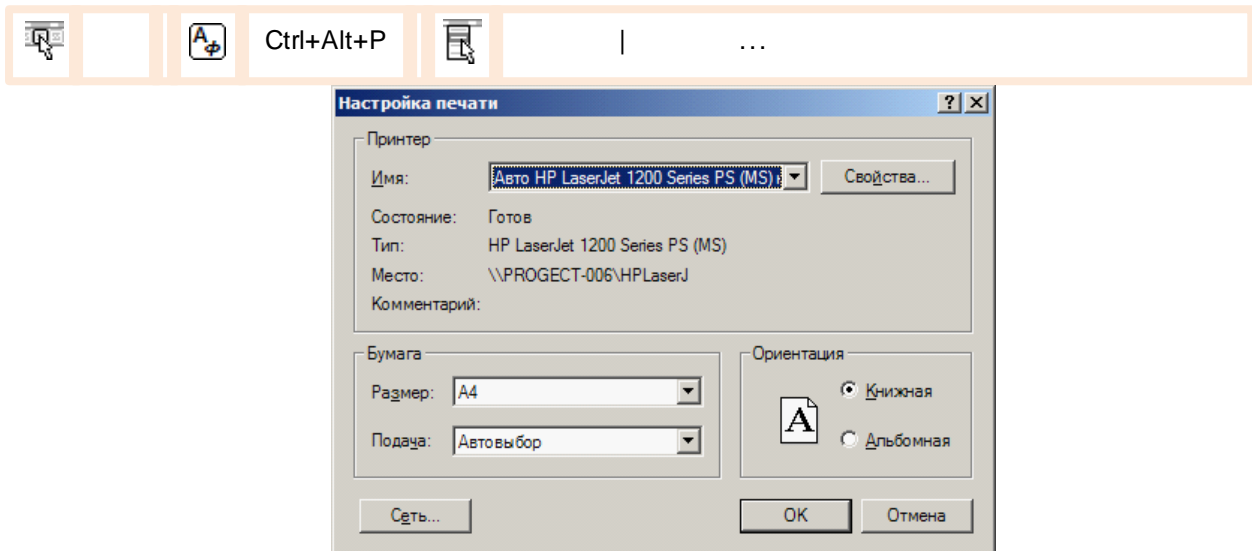 Ctrl+Alt+P | ...
Настройка печати
Принтер
Имя: Авто HP LaserJet 1200 Series PS (MS) Свойства...
Состояние: Готов
Тип: HP LaserJet 1200 Series PS (MS)
Место: \\PROGECT-006\HPLaserJ
Комментарий:
Бумага Ориентация
Размер: A4 Книжная
Подача: Автовыбор Альбомная
Сеть... OK Отмена